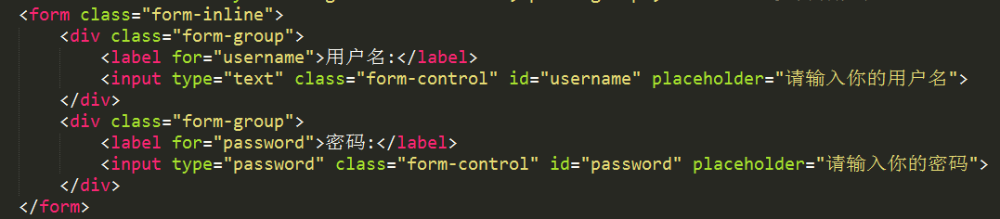 <form class="form-inline">
<div class="form-group">
<label for="username">用户名:</label>
<input type="text" class="form-control" id="username" placeholder="请输入你的用户名">
</div>
<div class="form-group">
<label for="password">密码:</label>
<input type="password" class="form-control" id="password" placeholder="请输入你的密码">
</div>
</form>